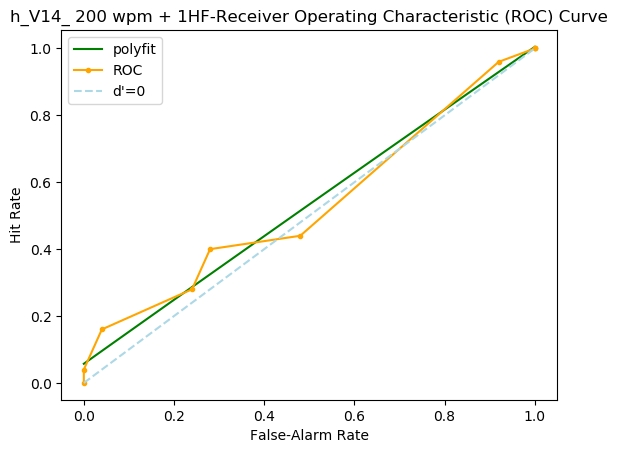 h_V14_ 200 wpm + 1HF-Receiver Operating Characteristic (ROC) Curve
polyfit
ROC
d'=0
1.0
0.8
0.6
0.4
0.2
0.0
Hit Rate
0.0 0.2 0.4 0.6 0.8 1.0
False-Alarm Rate